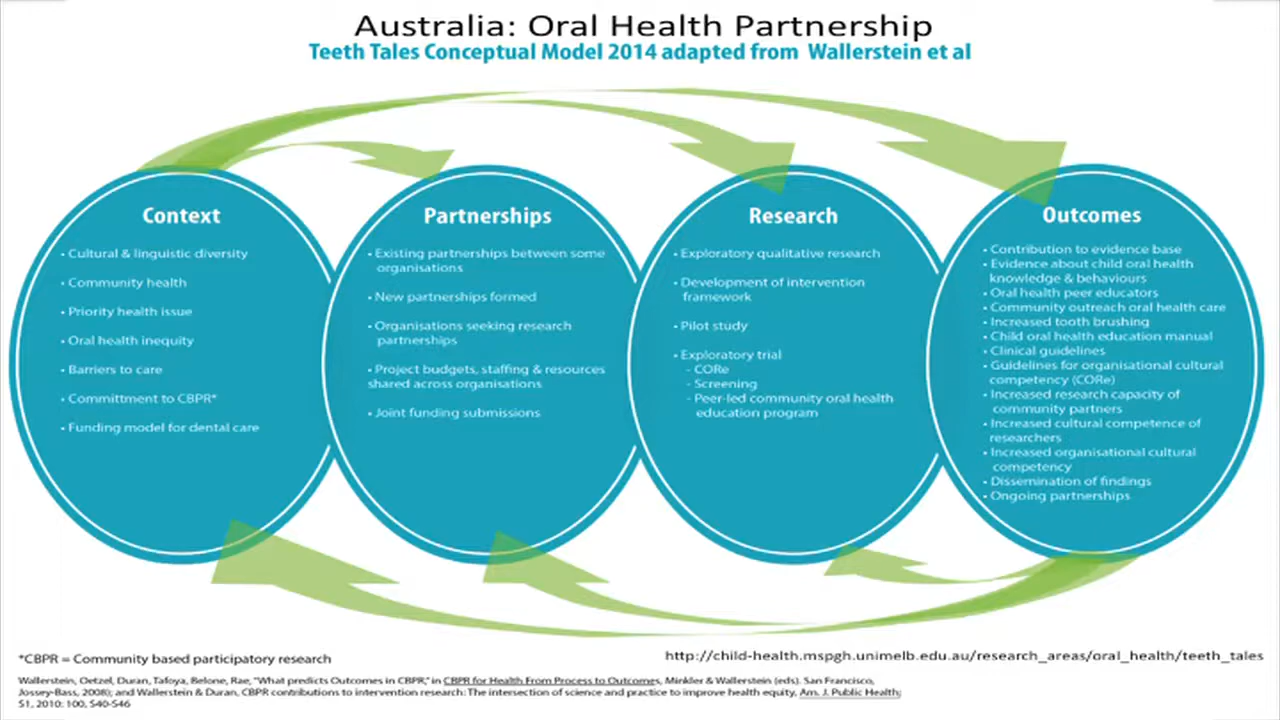 Australia: Oral Health Partnership
Teeth Tales Conceptual Model 2014 adapted from Wallerstein et al
Context
• Cultural & linguistic diversity
• Community health
• Priority health issue
• Oral health inequity
• Barriers to care
• Committment to CBPR*
• Funding model for dental care
Partnerships
• Existing partnerships between some
organisations
• New partnerships formed
• Organisations seeking research
partnerships
• Project budgets, staffing & resources
shared across organisations
• Joint funding submissions
Research
• Exploratory qualitative research
• Development of intervention
framework
• Pilot study
• Exploratory trial
- CORe
- Screening
- Peer-led community oral health
education program
Outcomes
• Contribution to evidence base
• Evidence about child oral health
knowledge & behaviours
• Oral health peer educators
• Community outreach oral health care
• Increased tooth brushing
• Child oral health education manual
• Clinical guidelines
• Guidelines for organisational cultural
competency (CORe)
• Increased research capacity of
community partners
• Increased cultural competence of
researchers
• Increased organisational cultural
competency
• Dissemination of findings
• Ongoing partnerships
*CBPR = Community based participatory research
http://child-health.mspgh.unimelb.edu.au/research_areas/oral_health/teeth_tales
Wallerstein, Oetzel, Duran, Tafoya, Belone, Rae, "What predicts Outcomes in CBPR," in CBPR for Health From Process to Outcomes, Minkler & Wallerstein (eds). San Francisco,
Jossey-Bass, 2008); and Wallerstein & Duran, CBPR contributions to intervention research: The intersection of science and practice to improve health equity, Am. J. Public Health;
S1, 2010: 100, S40-S46